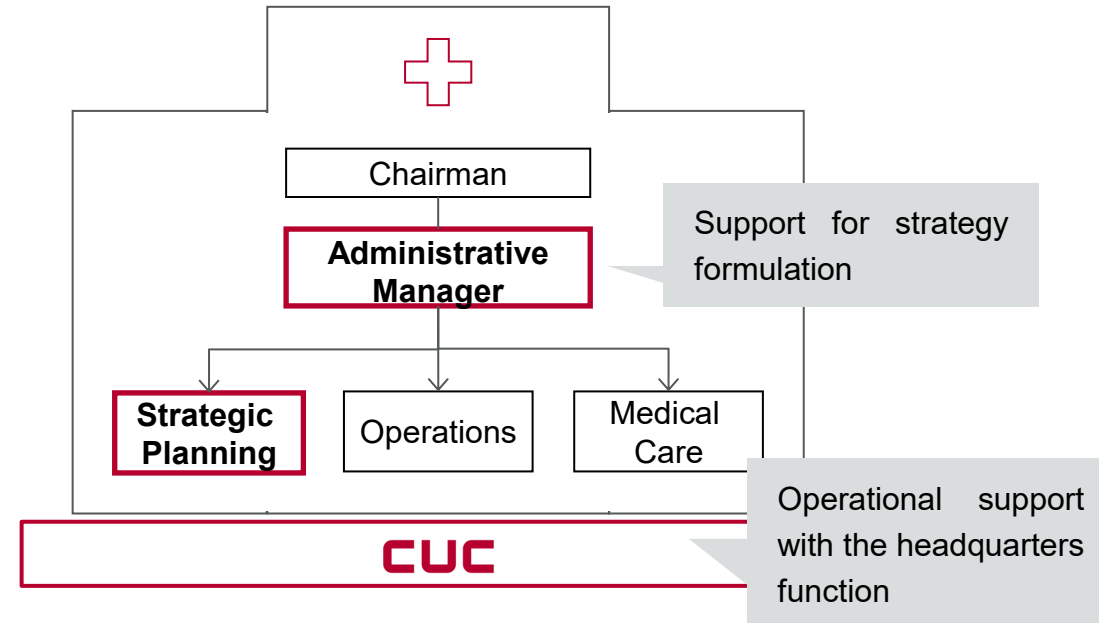 Chairman
Support for strategy
formulation
Administrative
Manager
Strategic
Planning
Operations
Medical
Care
Operational support
with the headquarters
function
CUC